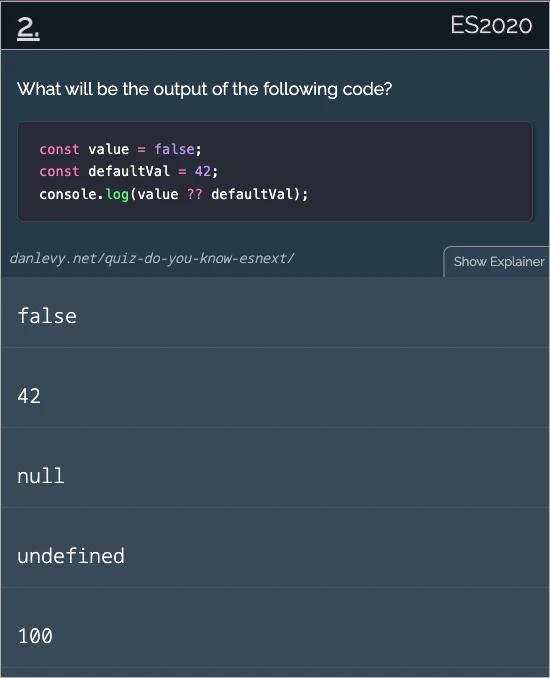 2.
ES2020
What will be the output of the following code?
const value = false;
const defaultVal = 42;
console.log(value ?? defaultVal);
danlevy.net/quiz-do-you-know-esnext/
Show Explainer
false
42
null
undefined
100